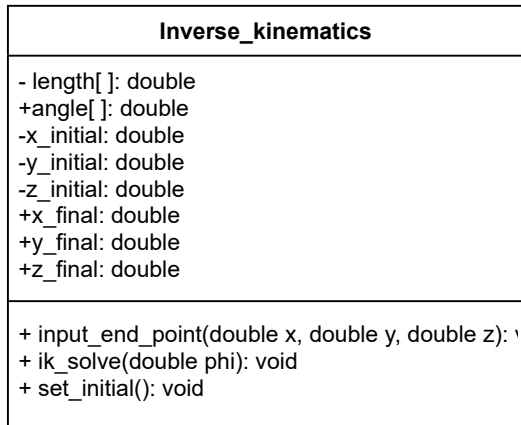 Inverse_kinematics
- length[ ]: double
+angle[ ]: double
-x_initial: double
-y_initial: double
-z_initial: double
+x_final: double
+y_final: double
+z_final: double
+ input_end_point(double x, double y, double z):
+ ik_solve(double phi): void
+ set_initial(): void